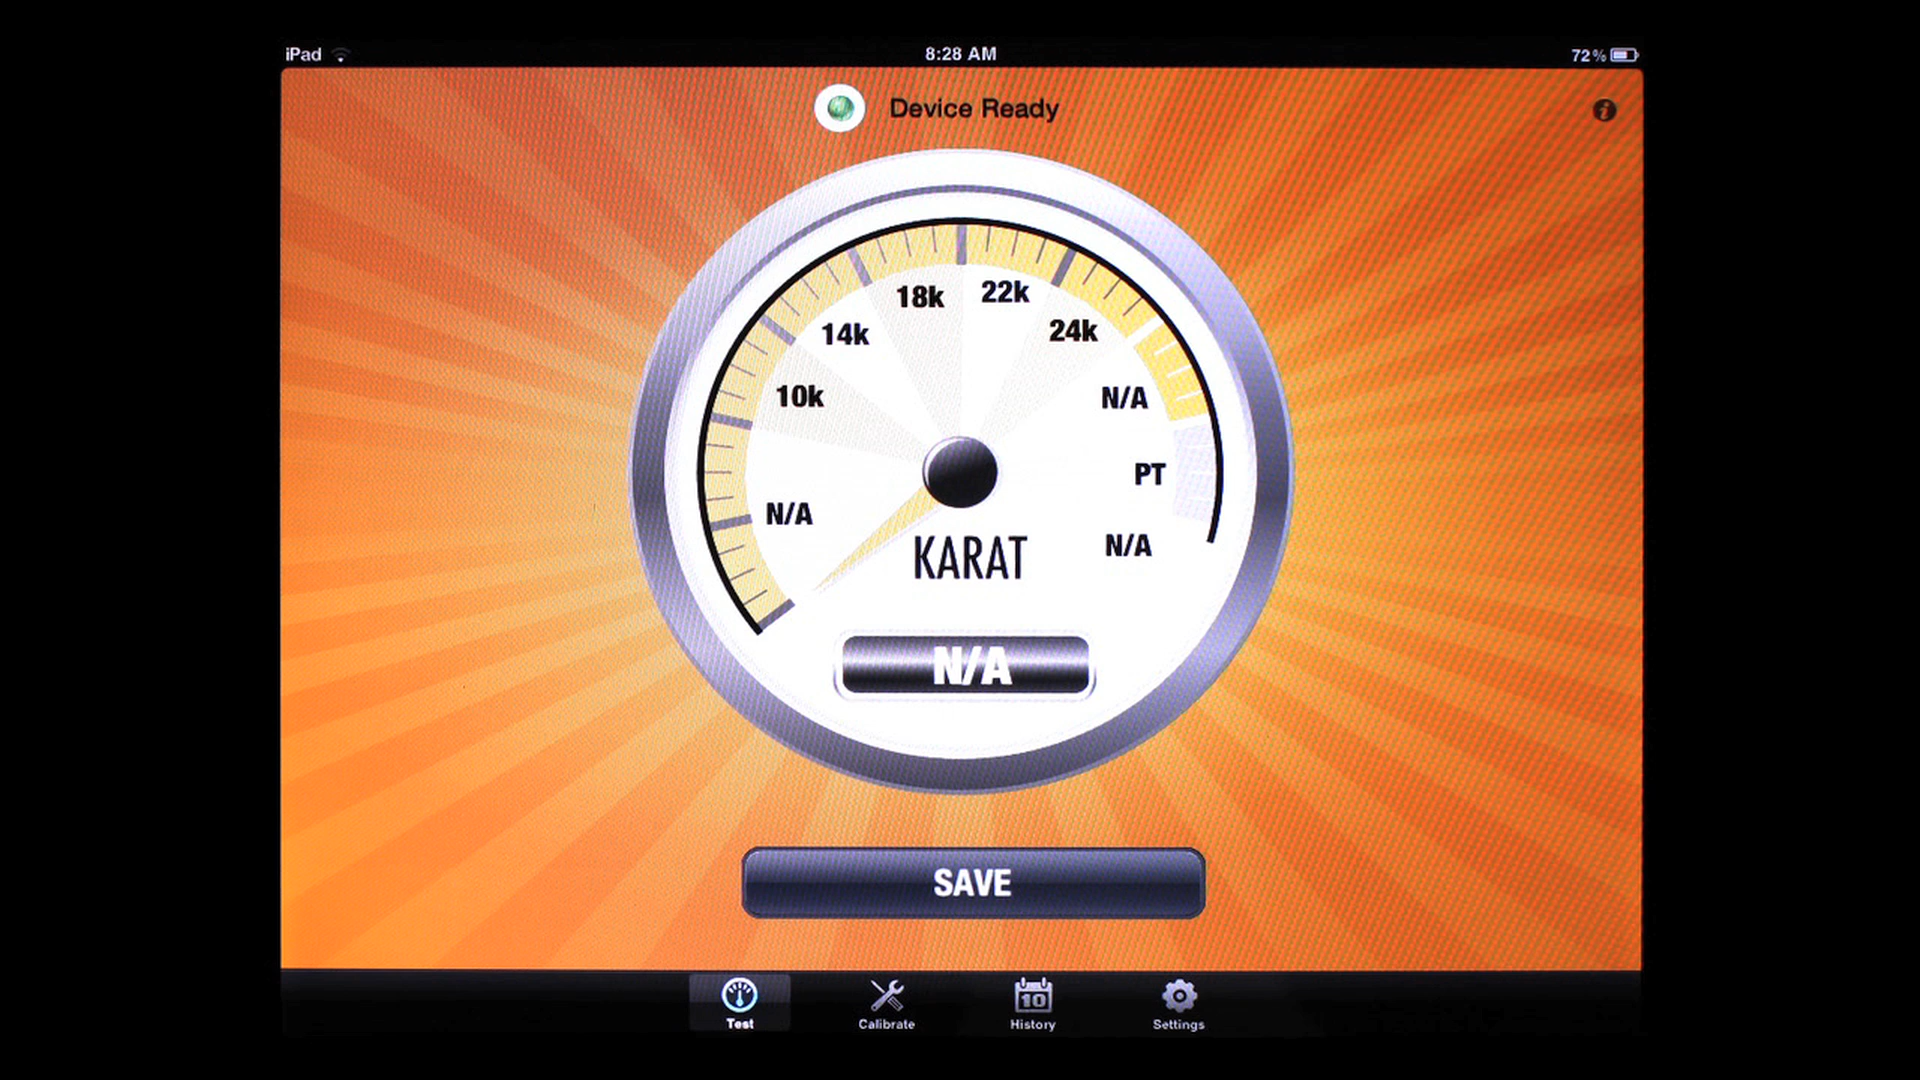 iPad 8:28 AM 72%
Device Ready
18k 22k
14k 24k
10k N/A
PT
N/A
N/A
KARAT
N/A
SAVE
10
Test Calibrate History Settings